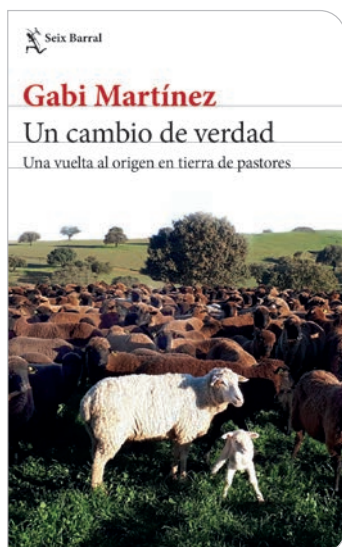 Seix Barral
Gabi Martínez
Un cambio de verdad
Una vuelta al origen en tierra de pastores